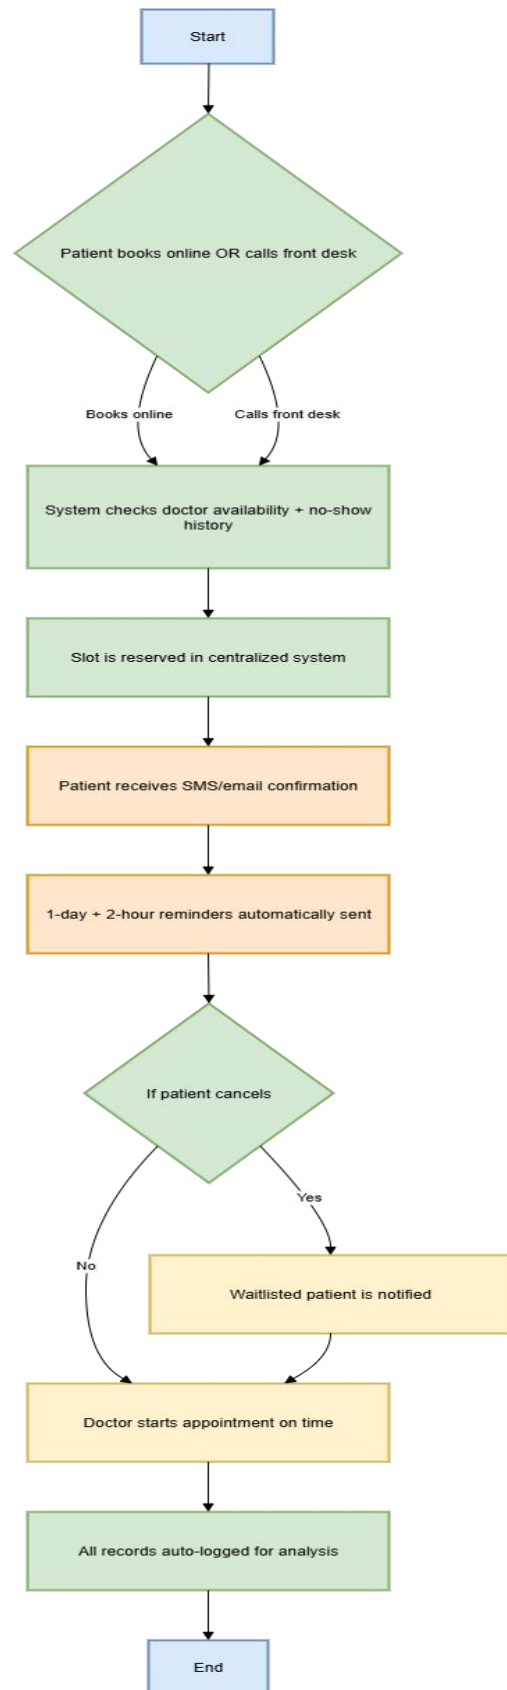 Start
Patient books online OR calls front desk
Books online
Calls front desk
System checks doctor availability + no-show
history
Slot is reserved in centralized system
Patient receives SMS/email confirmation
1-day + 2-hour reminders automatically sent
If patient cancels
Yes
No
Waitlisted patient is notified
Doctor starts appointment on time
All records auto-logged for analysis
End